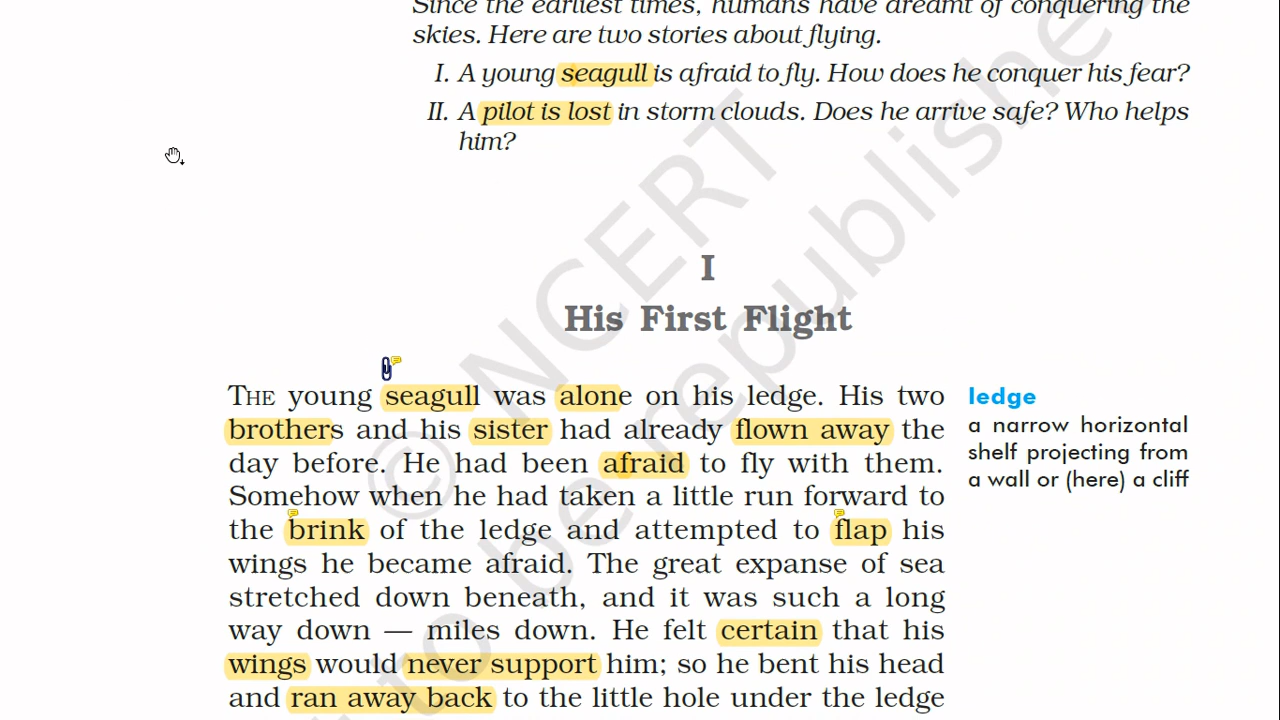 Since the earliest times, humans have dreamt of conquering the
skies. Here are two stories about flying.
I. A young seagull is afraid to fly. How does he conquer his fear?
II. A pilot is lost in storm clouds. Does he arrive safe? Who helps
him?
I
His First Flight
THE young seagull was alone on his ledge. His two
brothers and his sister had already flown away the
day before. He had been afraid to fly with them.
Somehow when he had taken a little run forward to
the brink of the ledge and attempted to flap his
wings he became afraid. The great expanse of sea
stretched down beneath, and it was such a long
way down — miles down. He felt certain that his
wings would never support him; so he bent his head
and ran away back to the little hole under the ledge
ledge
a narrow horizontal
shelf projecting from
a wall or (here) a cliff
© NCERT
to be republishe